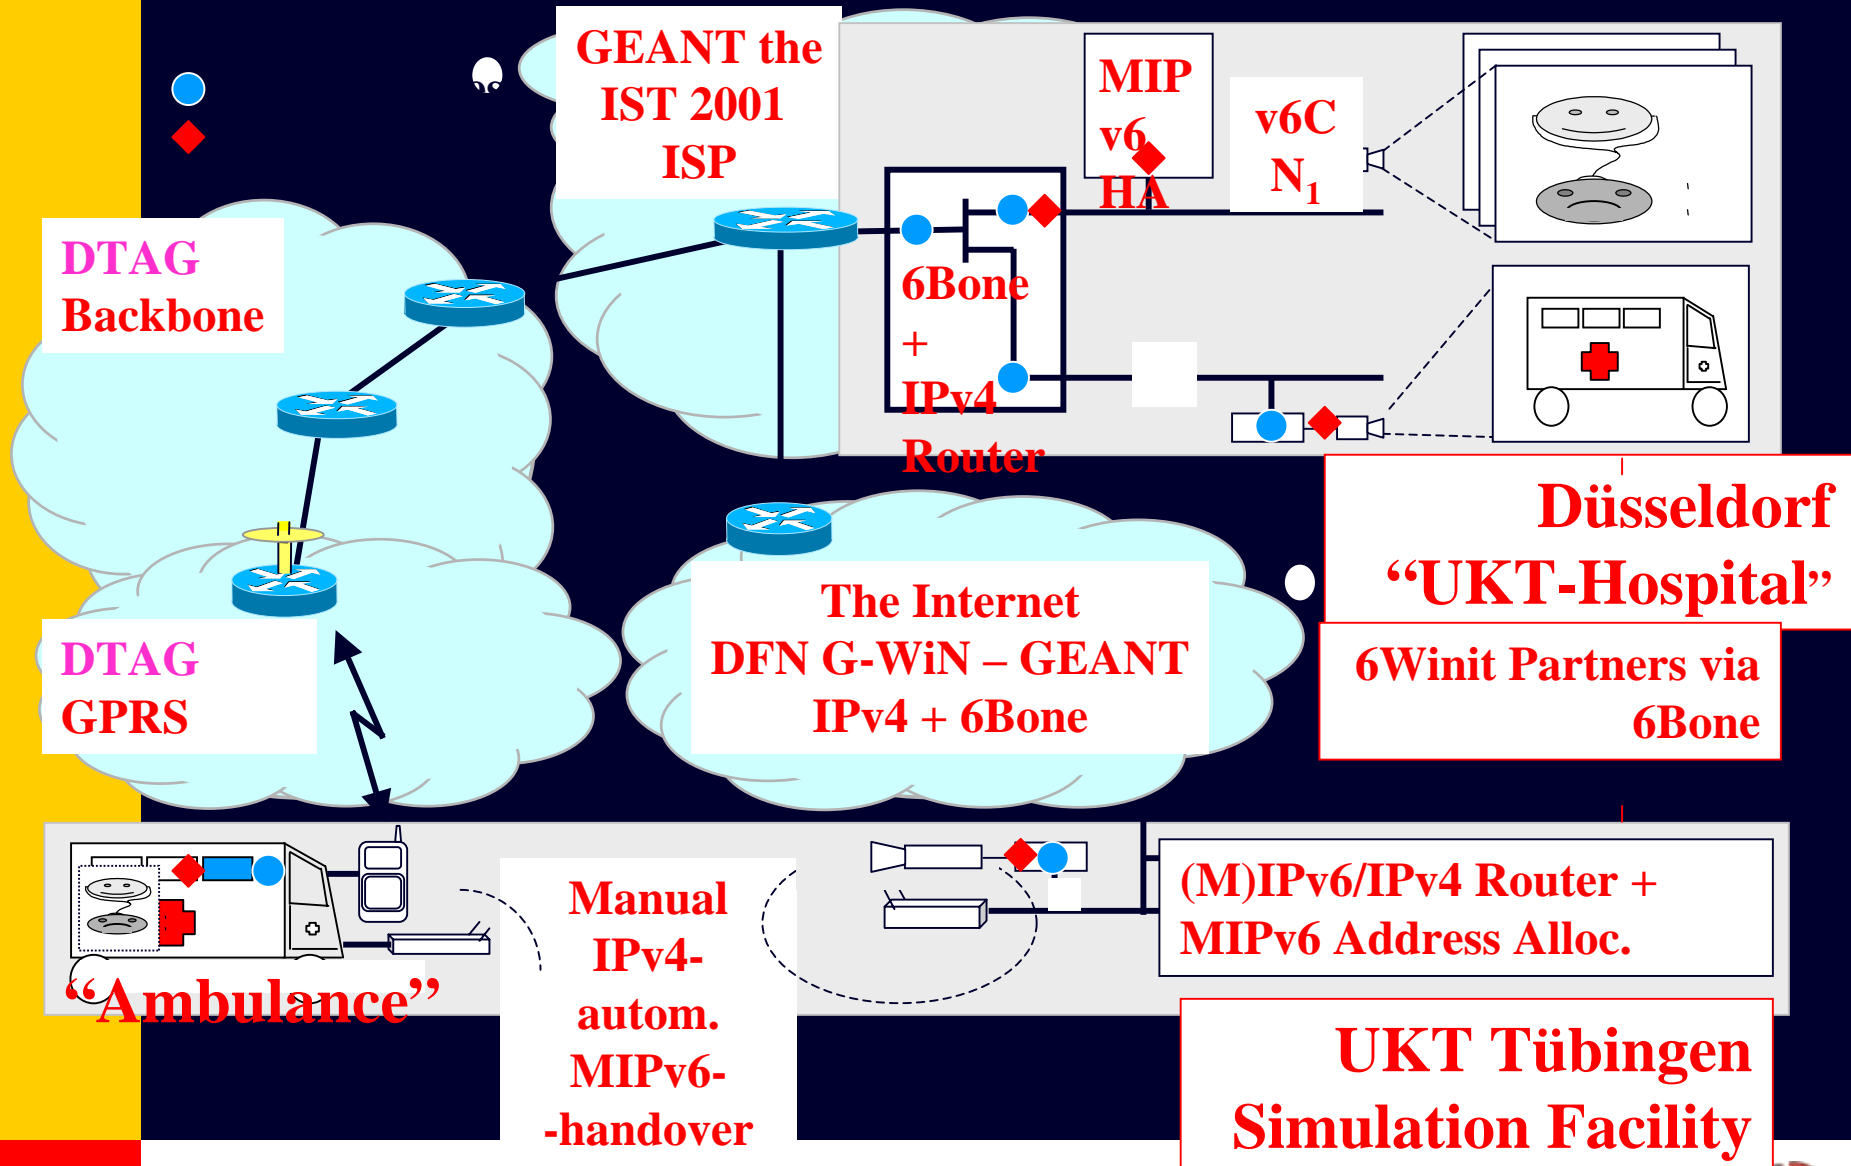 GEANT the
IST 2001
ISP
MIP
v6
HA
v6C
N1
DTAG
Backbone
6Bone
+
IPv4
Router
Düsseldorf
“UKT-Hospital”
The Internet
DFN G-WiN – GEANT
IPv4 + 6Bone
6Winit Partners via
6Bone
DTAG
GPRS
“Ambulance”
Manual
IPv4-
autom.
MIPv6-
-handover
(M)IPv6/IPv4 Router +
MIPv6 Address Alloc.
UKT Tübingen
Simulation Facility